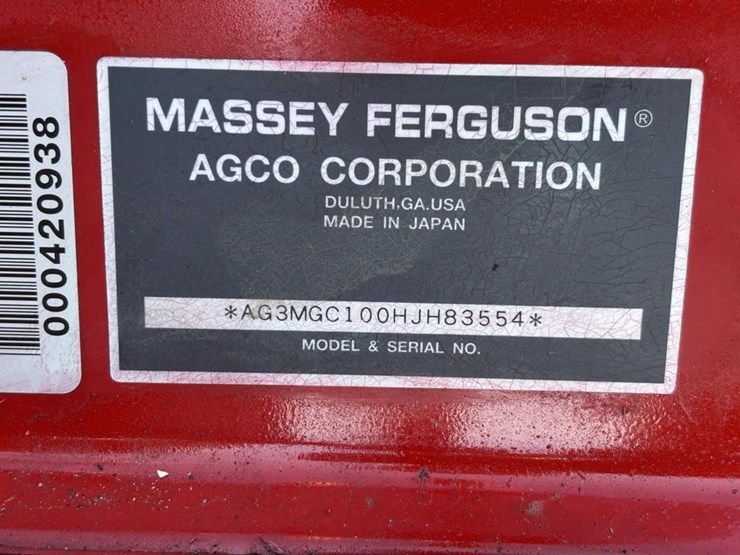 MASSEY FERGUSON®
AGCO CORPORATION
DULUTH.GA.USA
MADE IN JAPAN
*AG3MGC100HJH83554*
MODEL & SERIAL NO.
000420938